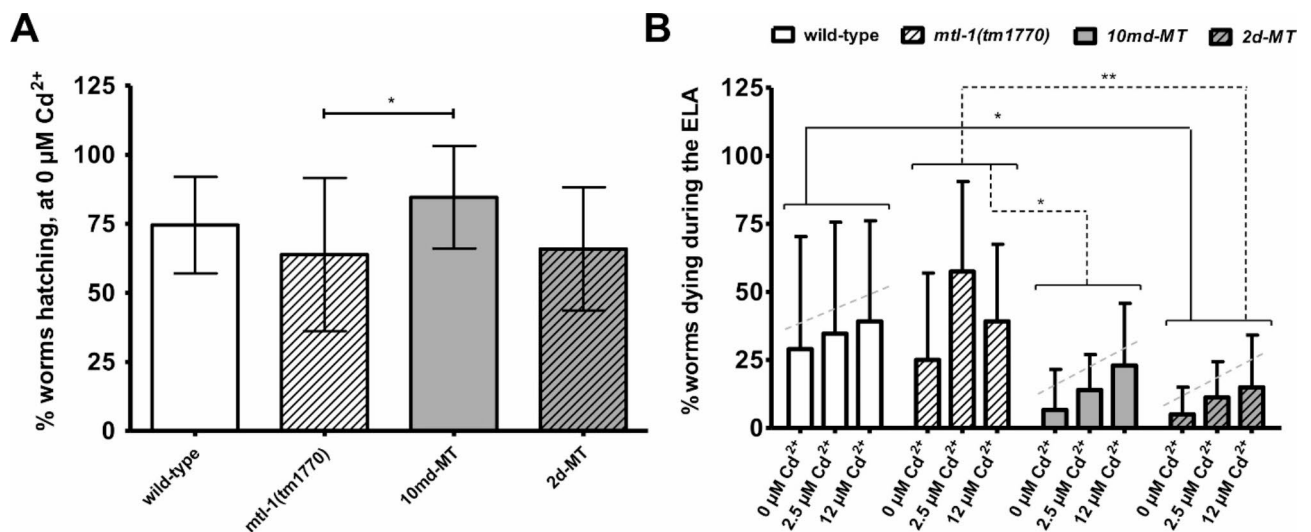 A
% worms hatching, at 0 µM Cd²⁺
125
100
75
50
25
0
*
wild-type
mtl-1(tm1770)
10md-MT
2d-MT
B
wild-type mtl-1(tm1770) 10md-MT 2d-MT
%worms dying during the ELA
125
100
75
50
25
0
**
*
*
0 µM Cd²⁺
2.5 µM Cd²⁺
12 µM Cd²⁺
0 µM Cd²⁺
2.5 µM Cd²⁺
12 µM Cd²⁺
0 µM Cd²⁺
2.5 µM Cd²⁺
12 µM Cd²⁺
0 µM Cd²⁺
2.5 µM Cd²⁺
12 µM Cd²⁺